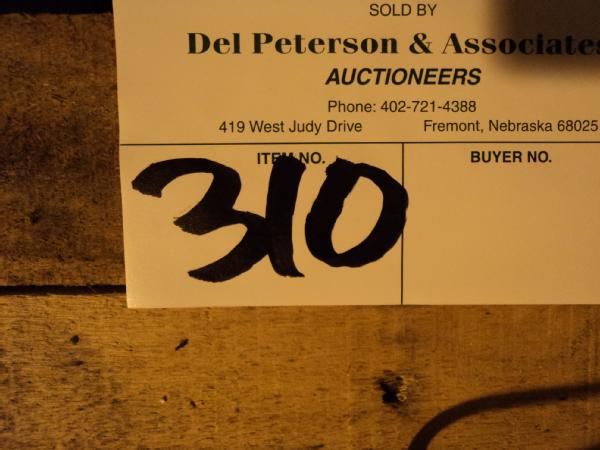 SOLD BY
Del Peterson & Associates
AUCTIONEERS
Phone: 402-721-4388
419 West Judy Drive Fremont, Nebraska 68025
ITEM NO. BUYER NO.
310